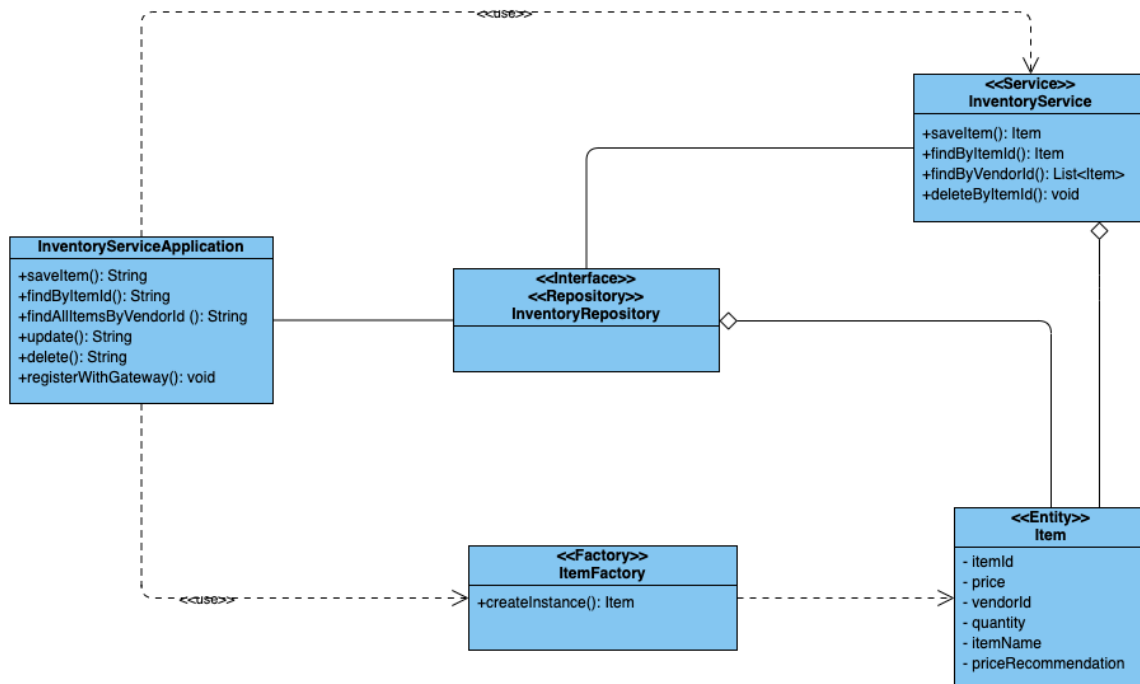 <<use>>
<<Service>>
InventoryService
+saveItem(): Item
+findByItemId(): Item
+findByVendorId(): List<Item>
+deleteByItemId(): void
InventoryServiceApplication
+saveItem(): String
+findByItemId(): String
+findAllItemsByVendorId (): String
+update(): String
+delete(): String
+registerWithGateway(): void
<<Interface>>
<<Repository>>
InventoryRepository
<<use>>
<<Factory>>
ItemFactory
+createInstance(): Item
<<Entity>>
Item
- itemId
- price
- vendorId
- quantity
- itemName
- priceRecommendation